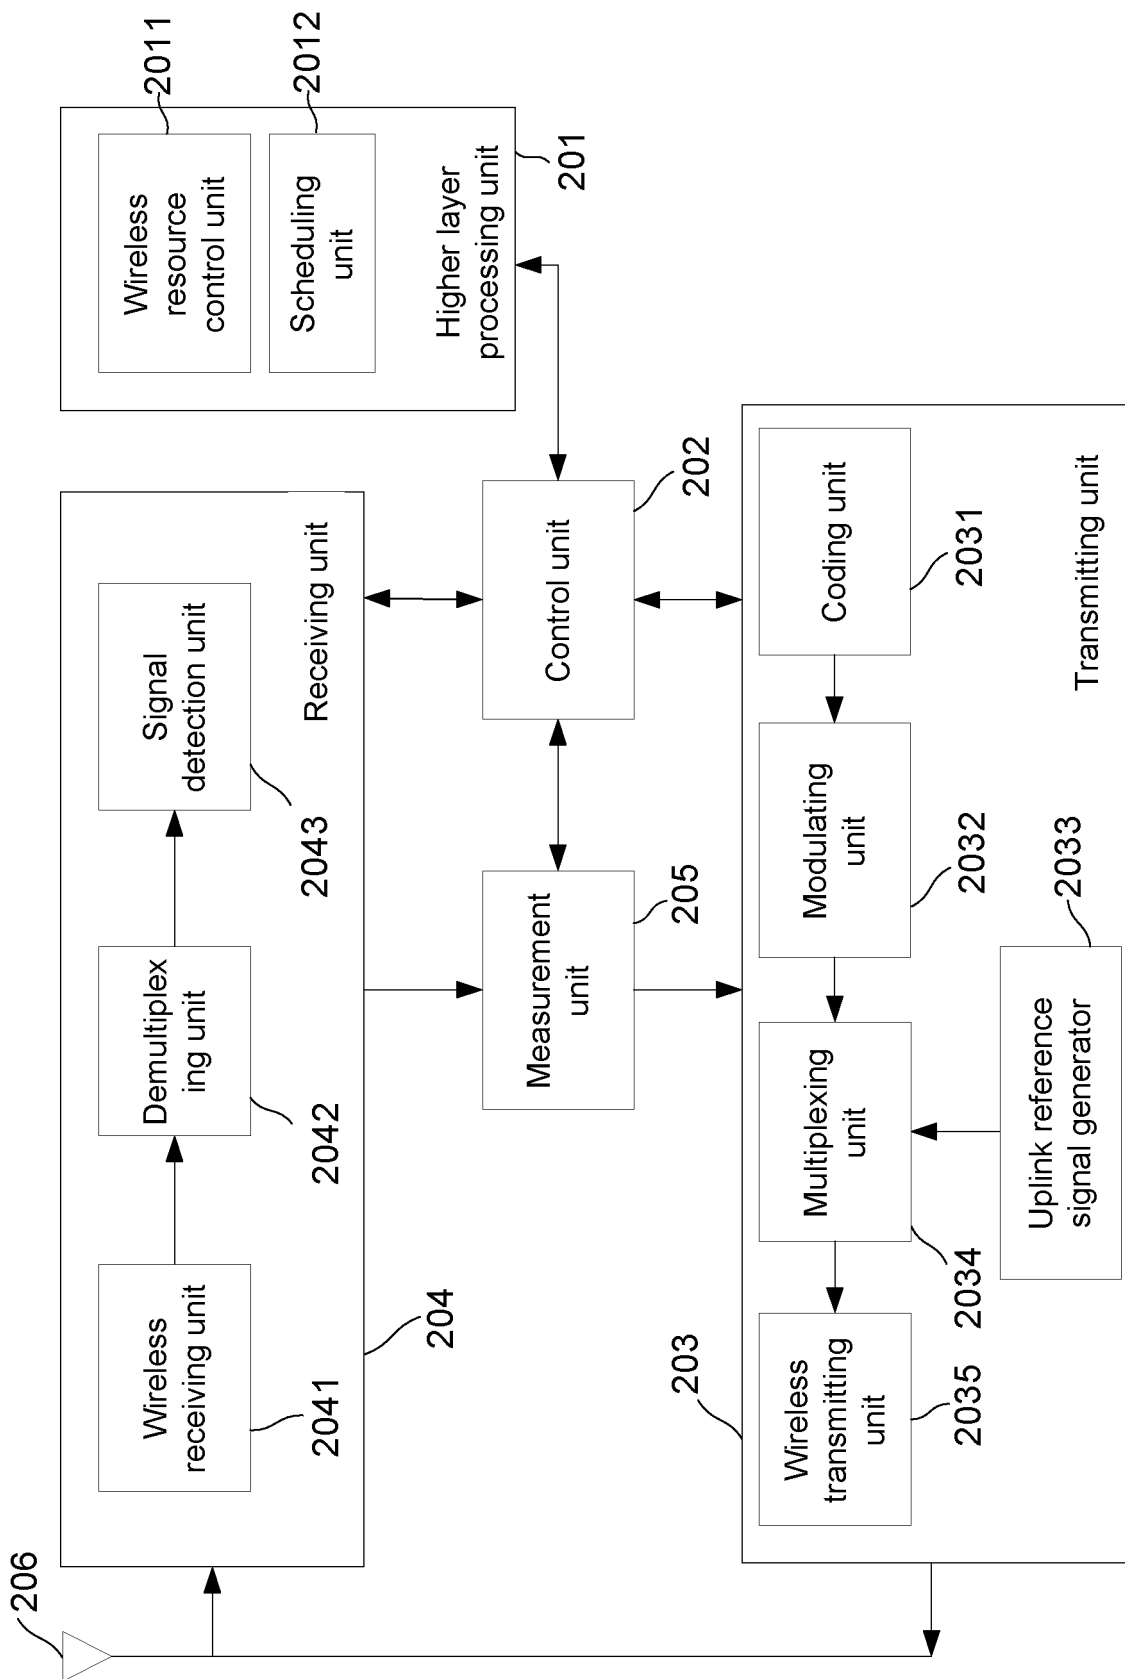 206
Wireless
receiving unit
2041
Demultiplex
ing unit
2042
Signal
detection unit
2043
Receiving unit
204
Wireless
resource
control unit
2011
Scheduling
unit
2012
Higher layer
processing unit
201
Measurement
unit
205
Control unit
202
203
Wireless
transmitting
unit
2035
Multiplexing
unit
2034
Modulating
unit
2032
Coding unit
2031
Uplink reference
signal generator
2033
Transmitting unit